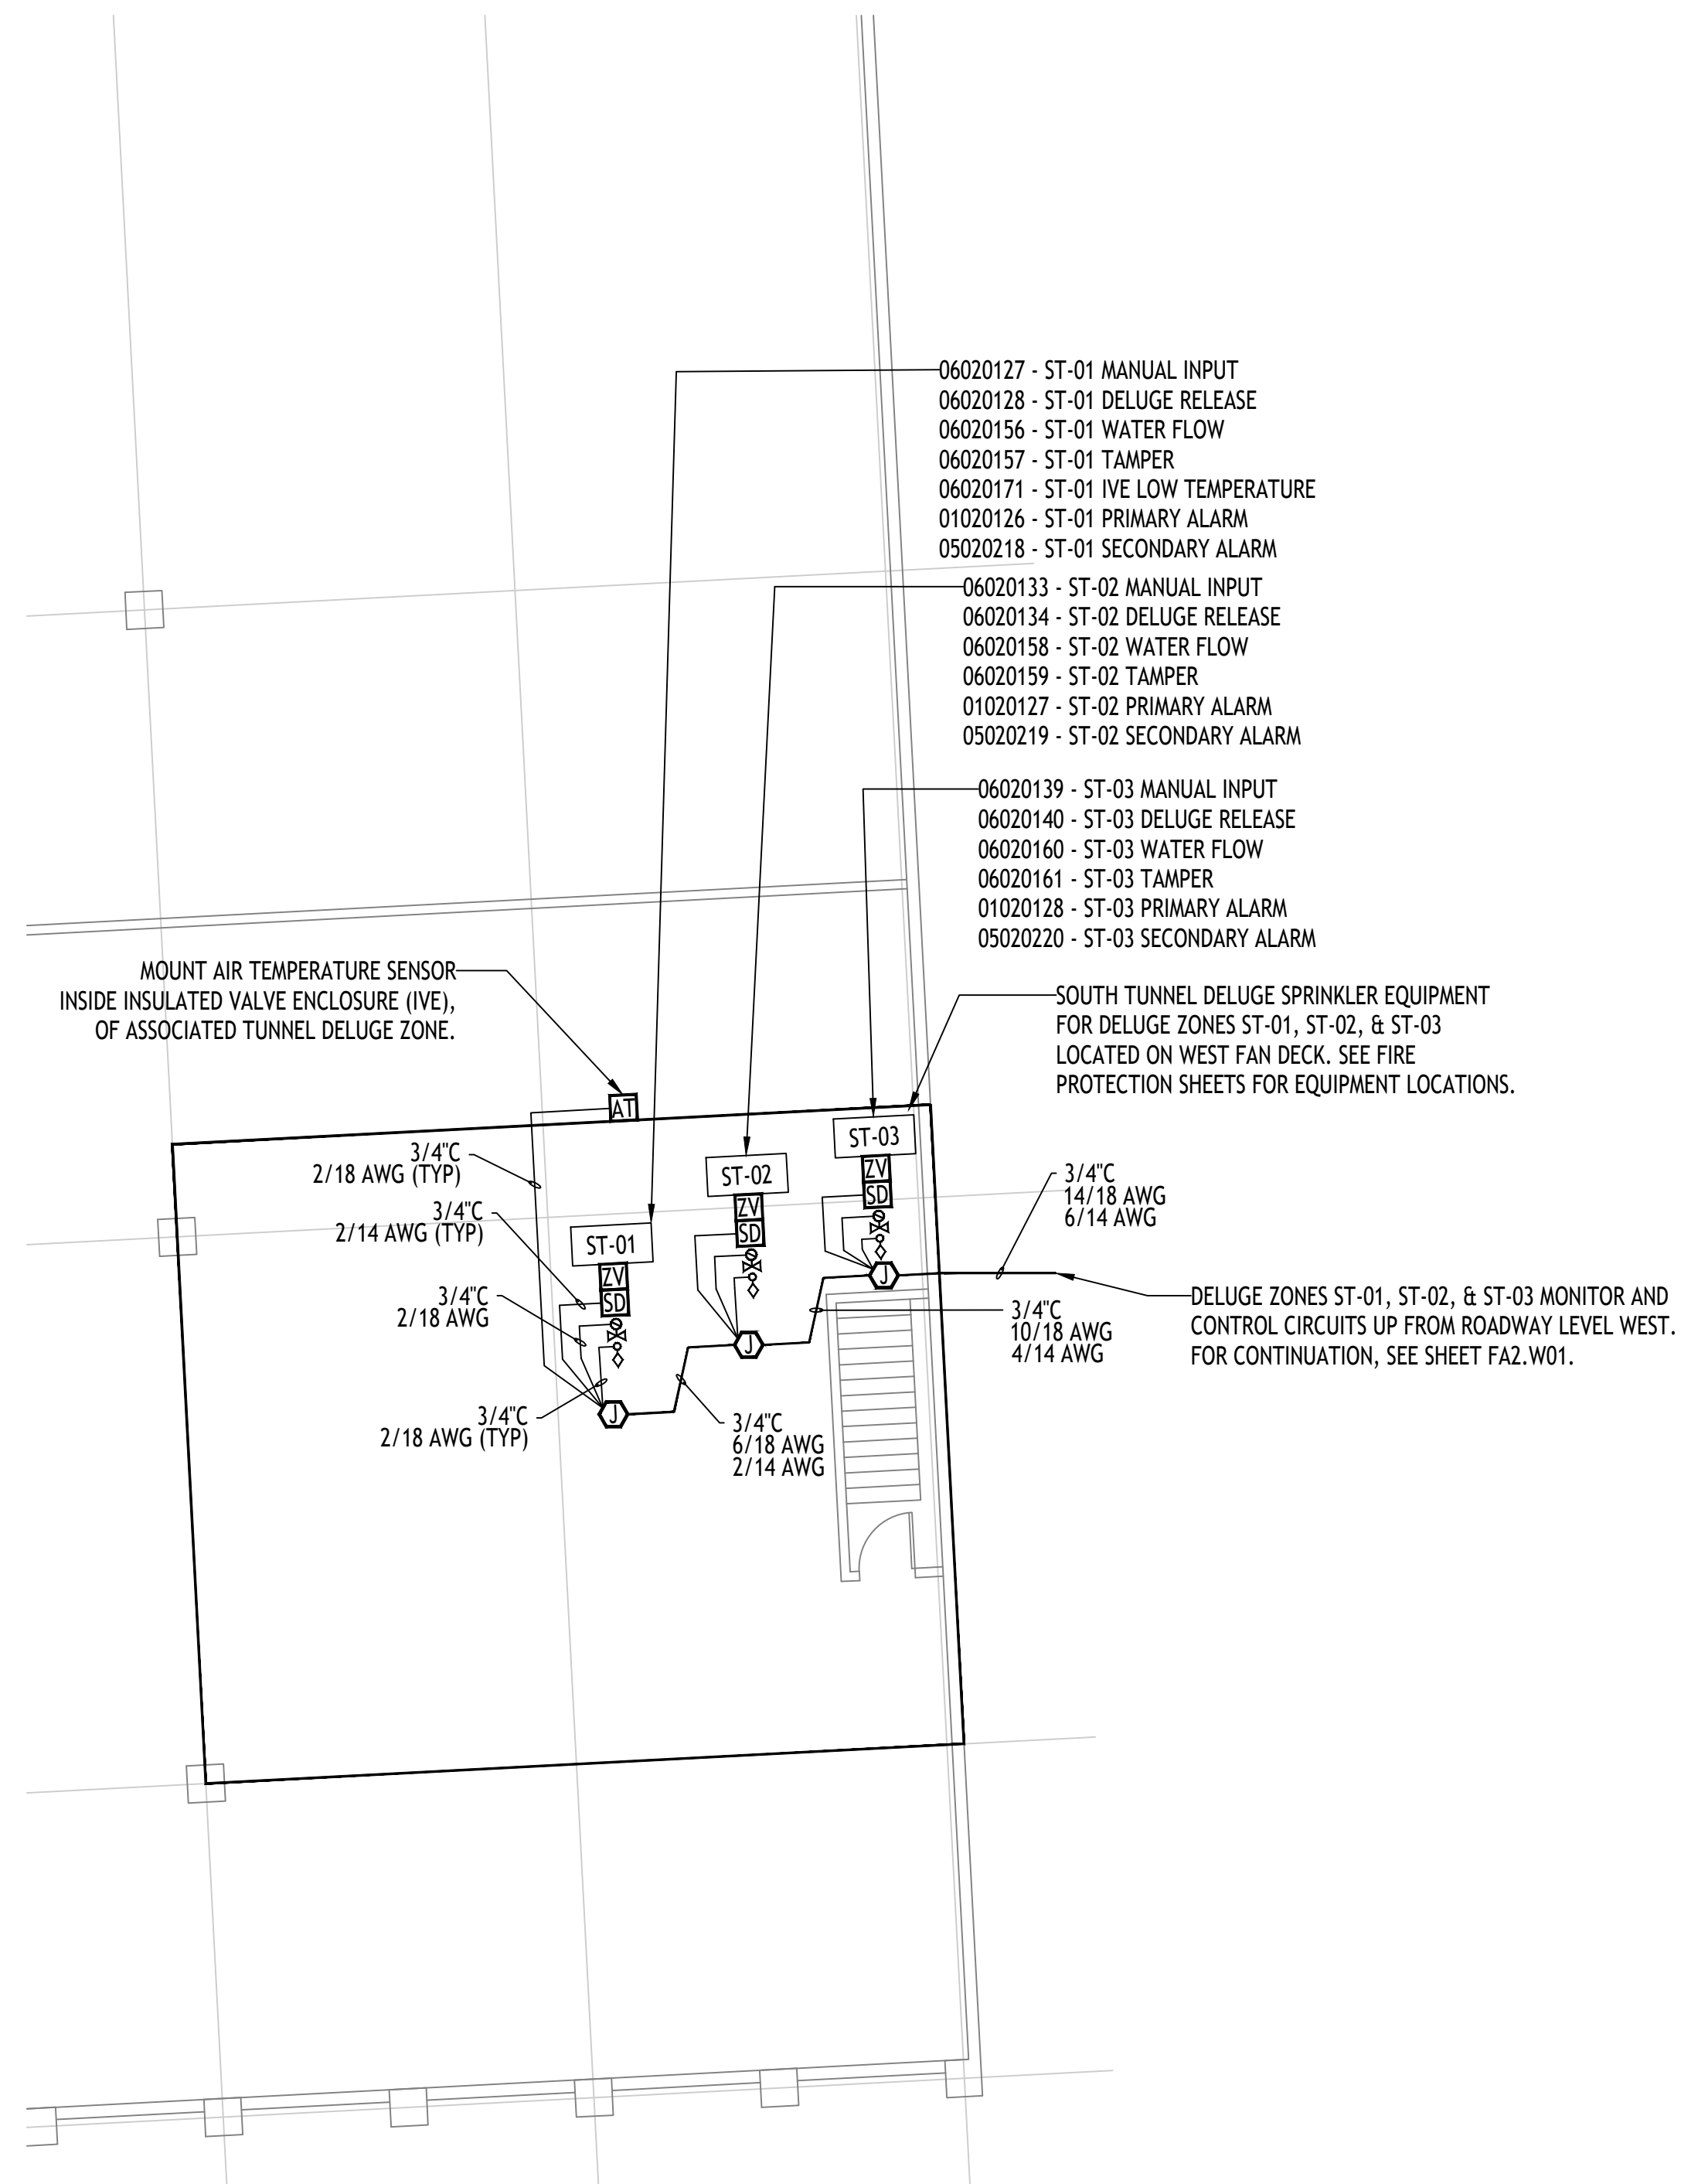 06020127 - ST-01 MANUAL INPUT
06020128 - ST-01 DELUGE RELEASE
06020156 - ST-01 WATER FLOW
06020157 - ST-01 TAMPER
06020171 - ST-01 IVE LOW TEMPERATURE
01020126 - ST-01 PRIMARY ALARM
05020218 - ST-01 SECONDARY ALARM
06020133 - ST-02 MANUAL INPUT
06020134 - ST-02 DELUGE RELEASE
06020158 - ST-02 WATER FLOW
06020159 - ST-02 TAMPER
01020127 - ST-02 PRIMARY ALARM
05020219 - ST-02 SECONDARY ALARM
06020139 - ST-03 MANUAL INPUT
06020140 - ST-03 DELUGE RELEASE
06020160 - ST-03 WATER FLOW
06020161 - ST-03 TAMPER
01020128 - ST-03 PRIMARY ALARM
05020220 - ST-03 SECONDARY ALARM
MOUNT AIR TEMPERATURE SENSOR
INSIDE INSULATED VALVE ENCLOSURE (IVE),
OF ASSOCIATED TUNNEL DELUGE ZONE.
SOUTH TUNNEL DELUGE SPRINKLER EQUIPMENT
FOR DELUGE ZONES ST-01, ST-02, & ST-03
LOCATED ON WEST FAN DECK. SEE FIRE
PROTECTION SHEETS FOR EQUIPMENT LOCATIONS.
AT
ST-03
ZV
SD
J
ST-02
ZV
SD
J
ST-01
ZV
SD
J
3/4"C
2/18 AWG (TYP)
3/4"C
2/14 AWG (TYP)
3/4"C
2/18 AWG
3/4"C
2/18 AWG (TYP)
3/4"C
6/18 AWG
2/14 AWG
3/4"C
10/18 AWG
4/14 AWG
3/4"C
14/18 AWG
6/14 AWG
DELUGE ZONES ST-01, ST-02, & ST-03 MONITOR AND
CONTROL CIRCUITS UP FROM ROADWAY LEVEL WEST.
FOR CONTINUATION, SEE SHEET FA2.W01.